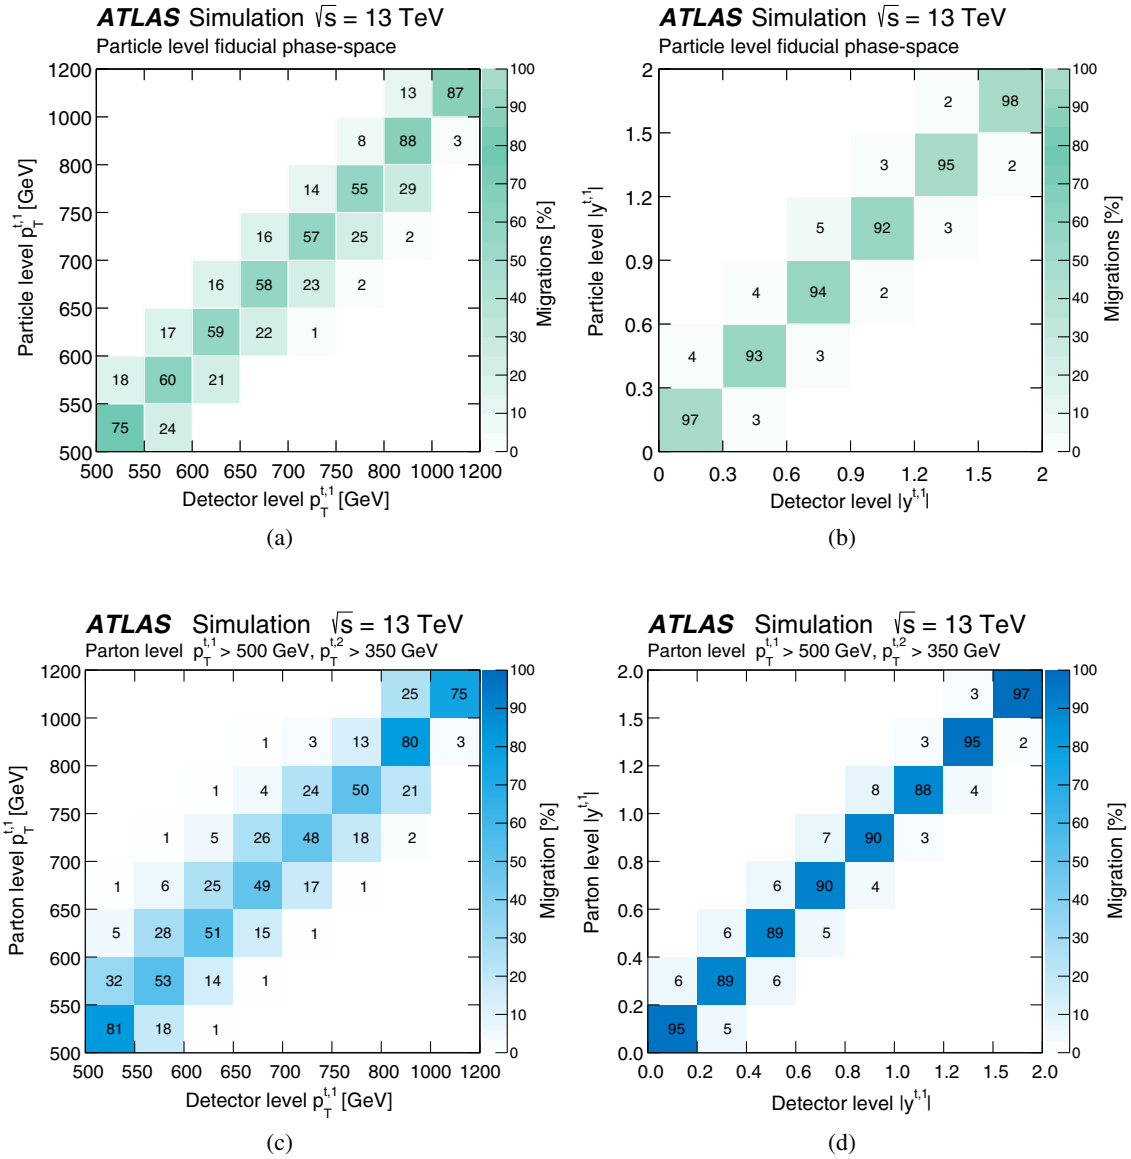 ATLAS Simulation √s = 13 TeV
Particle level fiducial phase-space
Particle level p_T^{t,1} [GeV]
1200
1000
800
750
700
650
600
550
500
13 87
8 88 3
14 55 29
16 57 25 2
16 58 23 2
17 59 22 1
18 60 21
75 24
500 550 600 650 700 750 800 1000 1200
Detector level p_T^{t,1} [GeV]
100
90
80
70
60
50
40
30
20
10
0
Migrations [%]
(a)
ATLAS Simulation √s = 13 TeV
Particle level fiducial phase-space
Particle level |y^{t,1}|
2
1.5
1.2
0.9
0.6
0.3
0
2 98
3 95 2
5 92 3
4 94 2
4 93 3
97 3
0 0.3 0.6 0.9 1.2 1.5 2
Detector level |y^{t,1}|
100
90
80
70
60
50
40
30
20
10
0
Migrations [%]
(b)
ATLAS Simulation √s = 13 TeV
Parton level p_T^{t,1} > 500 GeV, p_T^{t,2} > 350 GeV
Parton level p_T^{t,1} [GeV]
1200
1000
800
750
700
650
600
550
500
25 75
1 3 13 80 3
1 4 24 50 21
1 5 26 48 18 2
1 6 25 49 17 1
5 28 51 15 1
32 53 14 1
81 18 1
500 550 600 650 700 750 800 1000 1200
Detector level p_T^{t,1} [GeV]
100
90
80
70
60
50
40
30
20
10
0
Migration [%]
(c)
ATLAS Simulation √s = 13 TeV
Parton level p_T^{t,1} > 500 GeV, p_T^{t,2} > 350 GeV
Parton level |y^{t,1}|
2.0
1.5
1.2
1.0
0.8
0.6
0.4
0.2
0.0
3 97
3 95 2
8 88 4
7 90 3
6 90 4
6 89 5
6 89 6
95 5
0.0 0.2 0.4 0.6 0.8 1.0 1.2 1.5 2.0
Detector level |y^{t,1}|
100
90
80
70
60
50
40
30
20
10
0
Migration [%]
(d)